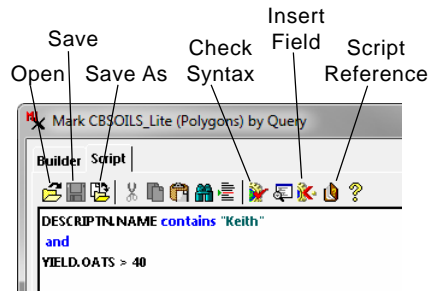 Insert
Save
Check Field Script
Open Save As Syntax Reference
Mark CBSOILS_Lite (Polygons) by Query
Builder Script
DESCRIPTN.NAME contains "Keith"
and
YIELD.OATS > 40